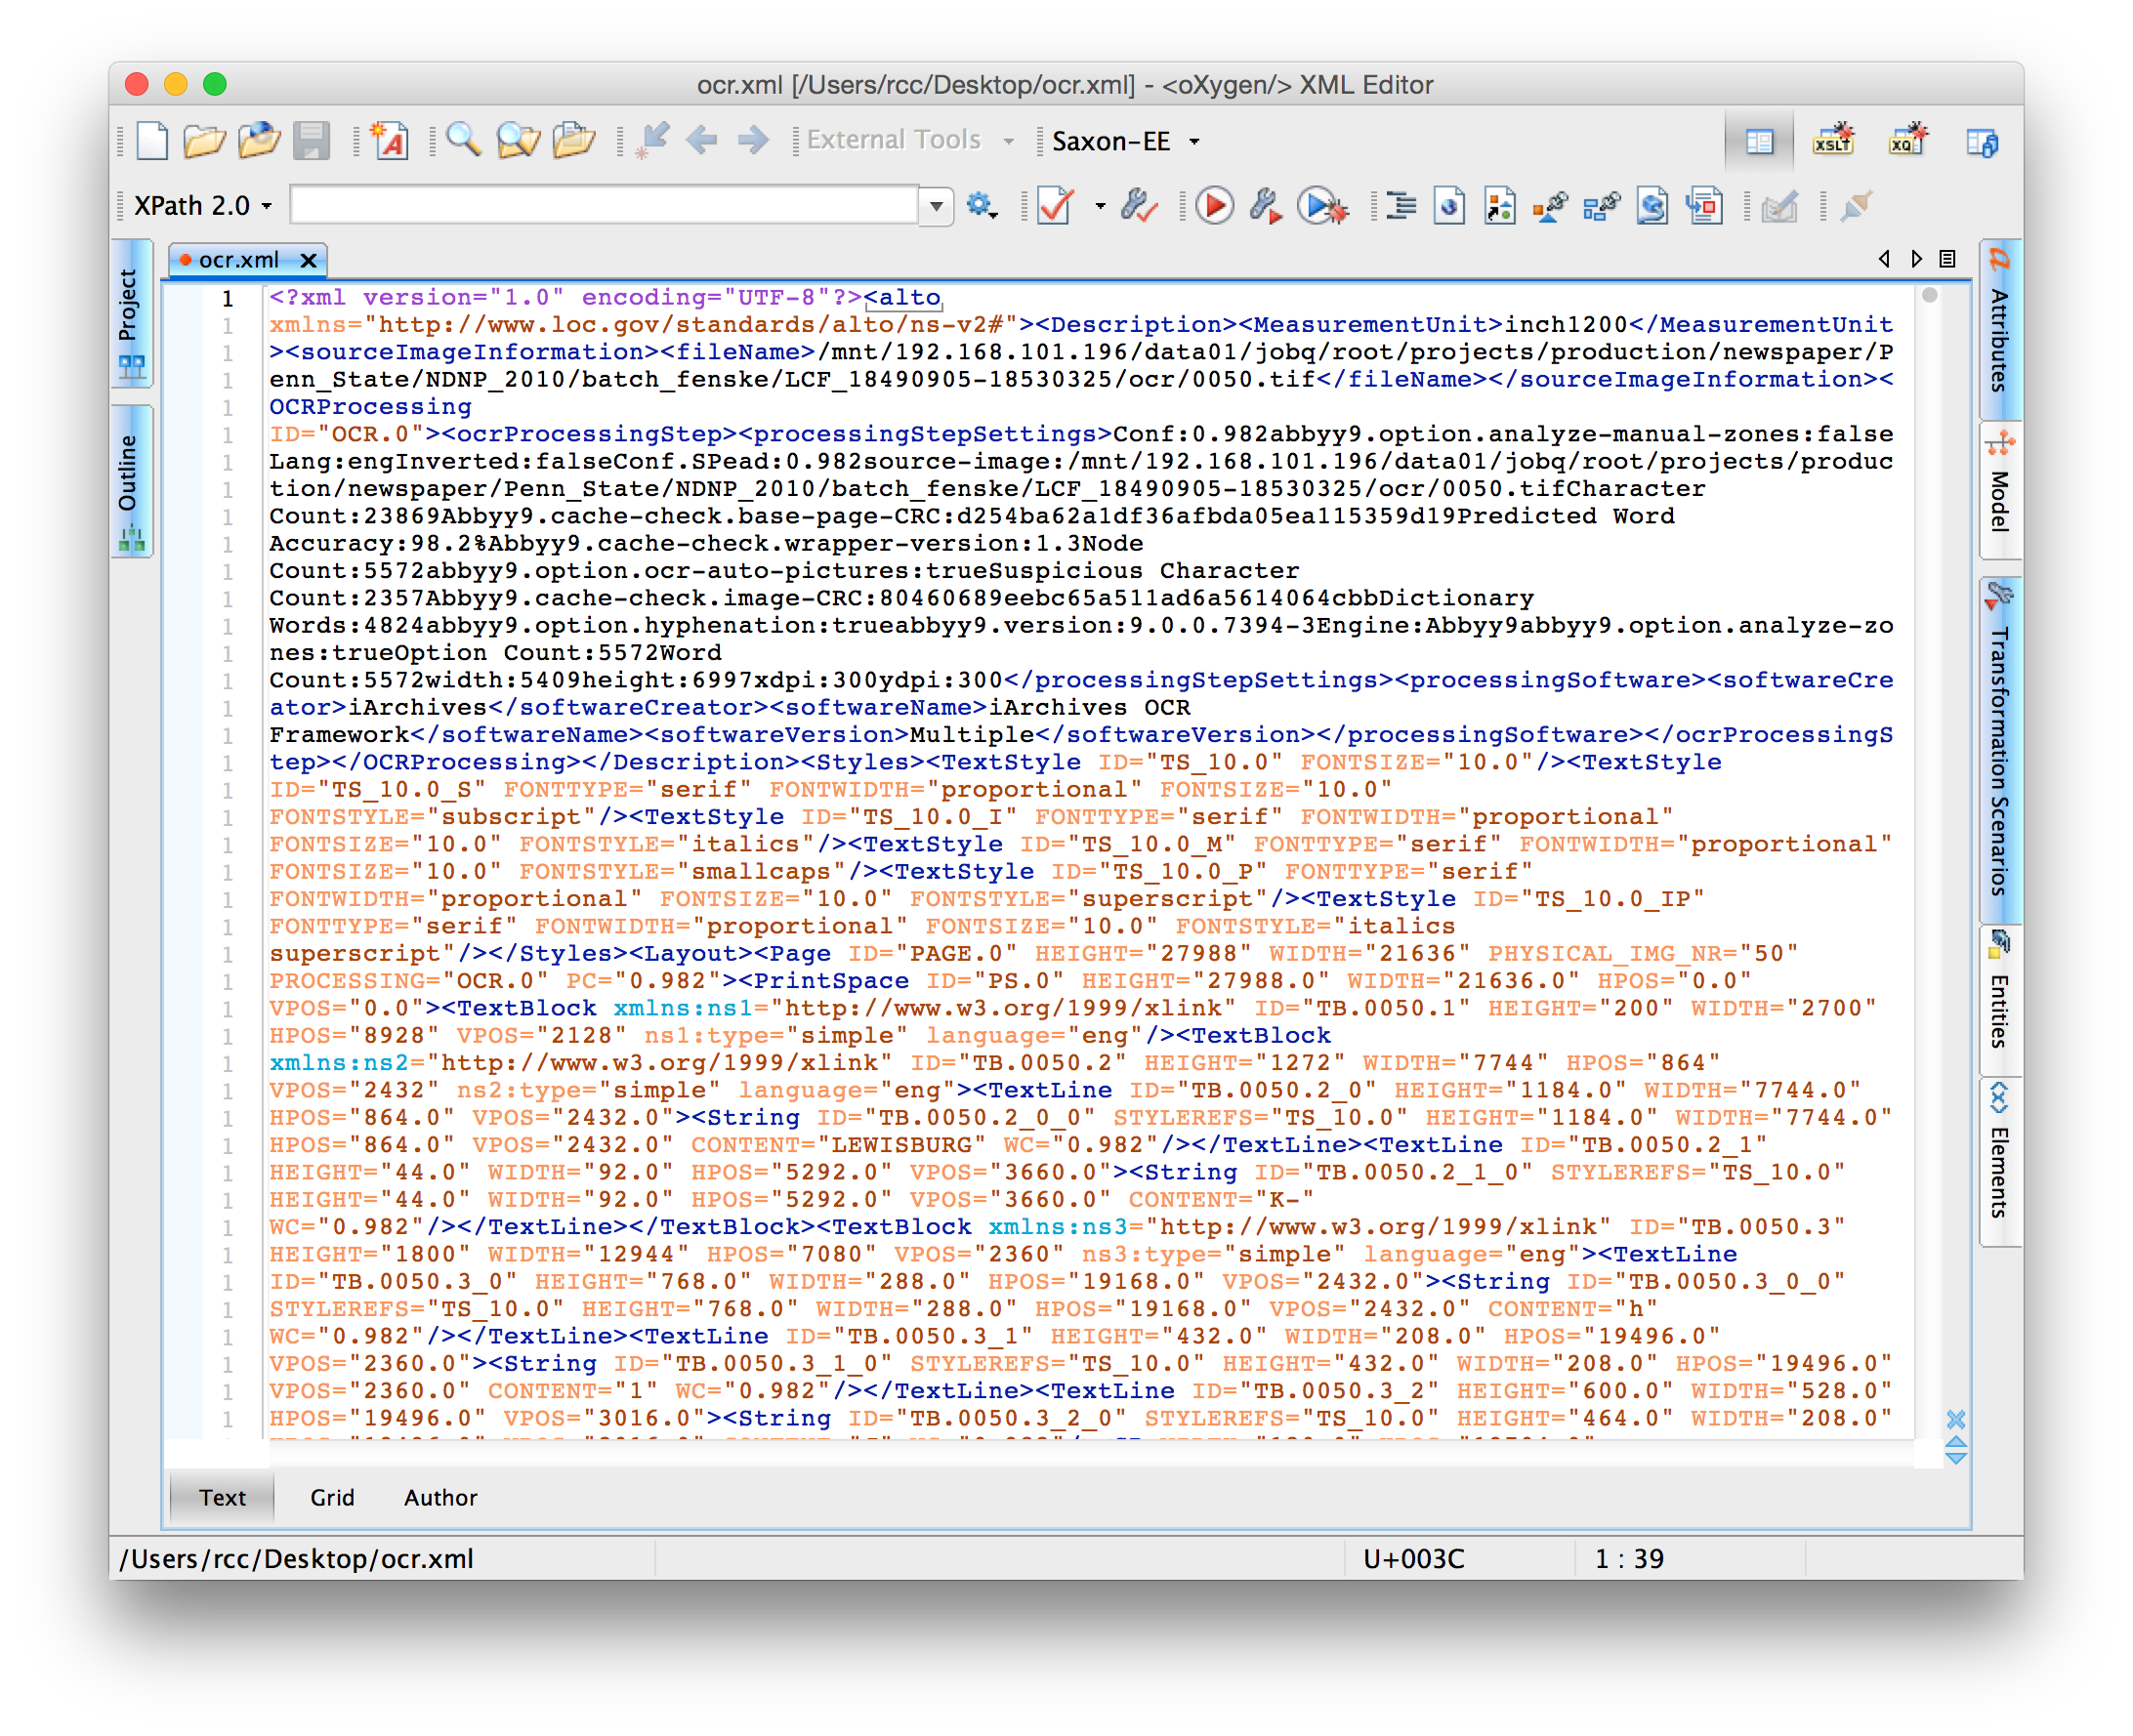 ocr.xml [/Users/rcc/Desktop/ocr.xml] - <oXygen/> XML Editor
External Tools Saxon-EE
XSLT XQ
XPath 2.0
ocr.xml
Project
Outline
1 <?xml version="1.0" encoding="UTF-8"?><alto
1 xmlns="http://www.loc.gov/standards/alto/ns-v2#"><Description><MeasurementUnit>inch1200</MeasurementUnit
1 ><sourceImageInformation><fileName>/mnt/192.168.101.196/data01/jobq/root/projects/production/newspaper/P
1 enn_State/NDNP_2010/batch_fenske/LCF_18490905-18530325/ocr/0050.tif</fileName></sourceImageInformation><
1 OCRProcessing
1 ID="OCR.0"><ocrProcessingStep><processingStepSettings>Conf:0.982abbyy9.option.analyze-manual-zones:false
1 Lang:engInverted:falseConf.SPead:0.982source-image:/mnt/192.168.101.196/data01/jobq/root/projects/produc
1 tion/newspaper/Penn_State/NDNP_2010/batch_fenske/LCF_18490905-18530325/ocr/0050.tifCharacter
1 Count:23869Abbyy9.cache-check.base-page-CRC:d254ba62a1df36afbda05ea115359d19Predicted Word
1 Accuracy:98.2%Abbyy9.cache-check.wrapper-version:1.3Node
1 Count:5572abbyy9.option.ocr-auto-pictures:trueSuspicious Character
1 Count:2357Abbyy9.cache-check.image-CRC:80460689eebc65a511ad6a5614064cbbDictionary
1 Words:4824abbyy9.option.hyphenation:trueabbyy9.version:9.0.0.7394-3Engine:Abbyy9abbyy9.option.analyze-zo
1 nes:trueOption Count:5572Word
1 Count:5572width:5409height:6997xdpi:300ydpi:300</processingStepSettings><processingSoftware><softwareCre
1 ator>iArchives</softwareCreator><softwareName>iArchives OCR
1 Framework</softwareName><softwareVersion>Multiple</softwareVersion></processingSoftware></ocrProcessingS
1 tep></OCRProcessing></Description><Styles><TextStyle ID="TS_10.0" FONTSIZE="10.0"/><TextStyle
1 ID="TS_10.0_S" FONTTYPE="serif" FONTWIDTH="proportional" FONTSIZE="10.0"
1 FONTSTYLE="subscript"/><TextStyle ID="TS_10.0_I" FONTTYPE="serif" FONTWIDTH="proportional"
1 FONTSIZE="10.0" FONTSTYLE="italics"/><TextStyle ID="TS_10.0_M" FONTTYPE="serif" FONTWIDTH="proportional"
1 FONTSIZE="10.0" FONTSTYLE="smallcaps"/><TextStyle ID="TS_10.0_P" FONTTYPE="serif"
1 FONTWIDTH="proportional" FONTSIZE="10.0" FONTSTYLE="superscript"/><TextStyle ID="TS_10.0_IP"
1 FONTTYPE="serif" FONTWIDTH="proportional" FONTSIZE="10.0" FONTSTYLE="italics
1 superscript"/></Styles><Layout><Page ID="PAGE.0" HEIGHT="27988" WIDTH="21636" PHYSICAL_IMG_NR="50"
1 PROCESSING="OCR.0" PC="0.982"><PrintSpace ID="PS.0" HEIGHT="27988.0" WIDTH="21636.0" HPOS="0.0"
1 VPOS="0.0"><TextBlock xmlns:ns1="http://www.w3.org/1999/xlink" ID="TB.0050.1" HEIGHT="200" WIDTH="2700"
1 HPOS="8928" VPOS="2128" ns1:type="simple" language="eng"/><TextBlock
1 xmlns:ns2="http://www.w3.org/1999/xlink" ID="TB.0050.2" HEIGHT="1272" WIDTH="7744" HPOS="864"
1 VPOS="2432" ns2:type="simple" language="eng"><TextLine ID="TB.0050.2_0" HEIGHT="1184.0" WIDTH="7744.0"
1 HPOS="864.0" VPOS="2432.0"><String ID="TB.0050.2_0_0" STYLEREFS="TS_10.0" HEIGHT="1184.0" WIDTH="7744.0"
1 HPOS="864.0" VPOS="2432.0" CONTENT="LEWISBURG" WC="0.982"/></TextLine><TextLine ID="TB.0050.2_1"
1 HEIGHT="44.0" WIDTH="92.0" HPOS="5292.0" VPOS="3660.0"><String ID="TB.0050.2_1_0" STYLEREFS="TS_10.0"
1 HEIGHT="44.0" WIDTH="92.0" HPOS="5292.0" VPOS="3660.0" CONTENT="K-"
1 WC="0.982"/></TextLine></TextBlock><TextBlock xmlns:ns3="http://www.w3.org/1999/xlink" ID="TB.0050.3"
1 HEIGHT="1800" WIDTH="12944" HPOS="7080" VPOS="2360" ns3:type="simple" language="eng"><TextLine
1 ID="TB.0050.3_0" HEIGHT="768.0" WIDTH="288.0" HPOS="19168.0" VPOS="2432.0"><String ID="TB.0050.3_0_0"
1 STYLEREFS="TS_10.0" HEIGHT="768.0" WIDTH="288.0" HPOS="19168.0" VPOS="2432.0" CONTENT="h"
1 WC="0.982"/></TextLine><TextLine ID="TB.0050.3_1" HEIGHT="432.0" WIDTH="208.0" HPOS="19496.0"
1 VPOS="2360.0"><String ID="TB.0050.3_1_0" STYLEREFS="TS_10.0" HEIGHT="432.0" WIDTH="208.0" HPOS="19496.0"
1 VPOS="2360.0" CONTENT="1" WC="0.982"/></TextLine><TextLine ID="TB.0050.3_2" HEIGHT="600.0" WIDTH="528.0"
1 HPOS="19496.0" VPOS="3016.0"><String ID="TB.0050.3_2_0" STYLEREFS="TS_10.0" HEIGHT="464.0" WIDTH="208.0"
Attributes
Model
Transformation Scenarios
Entities
Elements
Text Grid Author
/Users/rcc/Desktop/ocr.xml U+003C 1 : 39